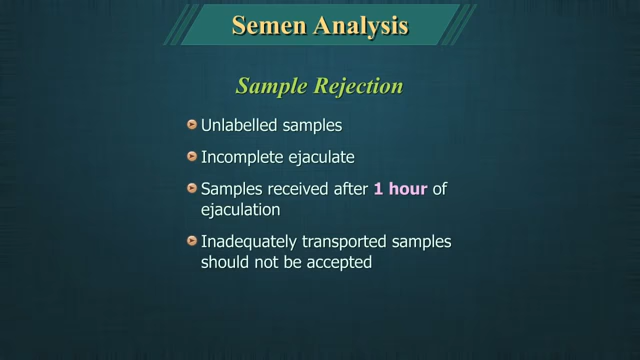 Semen Analysis
Sample Rejection
Unlabelled samples
Incomplete ejaculate
Samples received after 1 hour of
ejaculation
Inadequately transported samples
should not be accepted